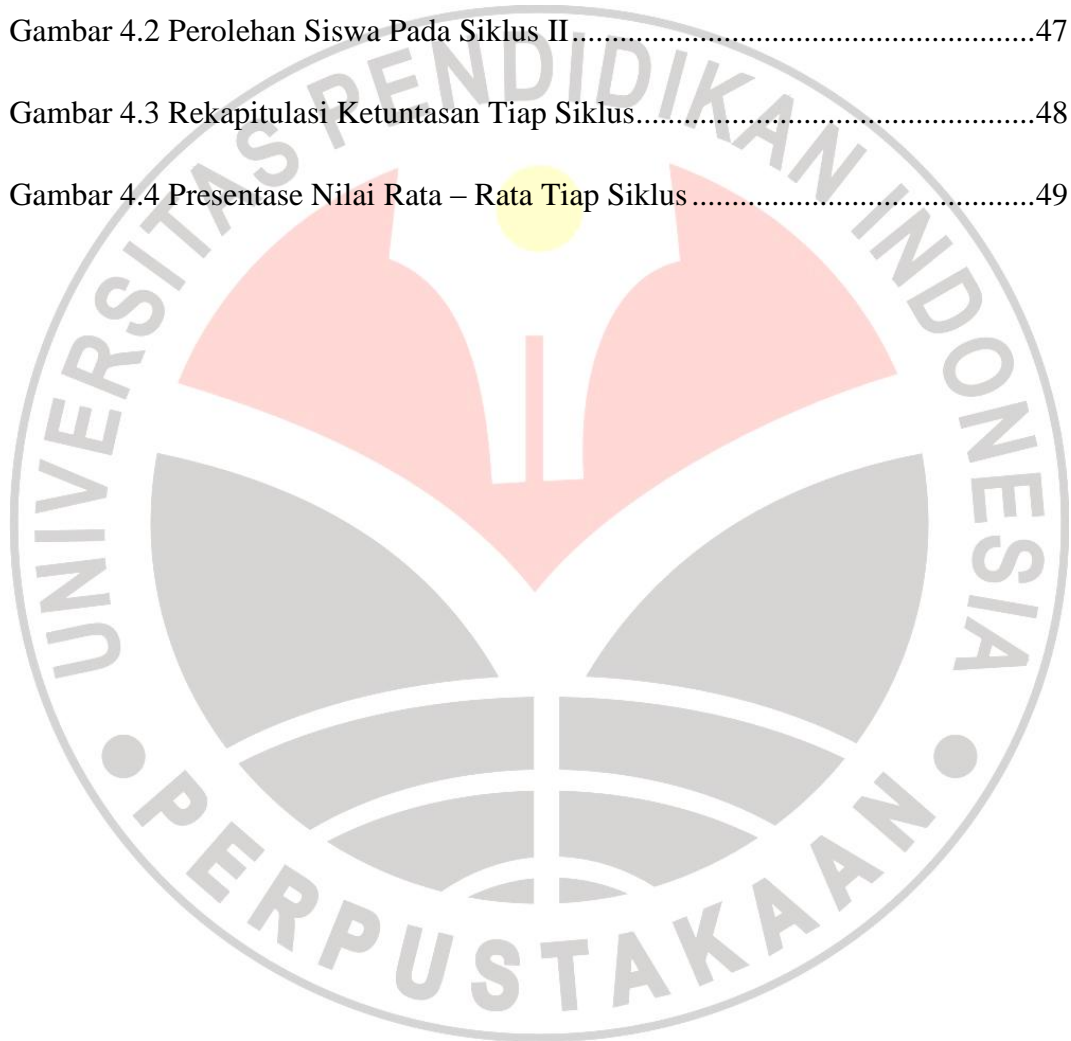 Gambar 4.2 Perolehan Siswa Pada Siklus II........................................................47
Gambar 4.3 Rekapitulasi Ketuntasan Tiap Siklus................................................48
Gambar 4.4 Presentase Nilai Rata – Rata Tiap Siklus.........................................49
UNIVERSITAS PENDIDIKAN INDONESIA
PERPUSTAKAAN